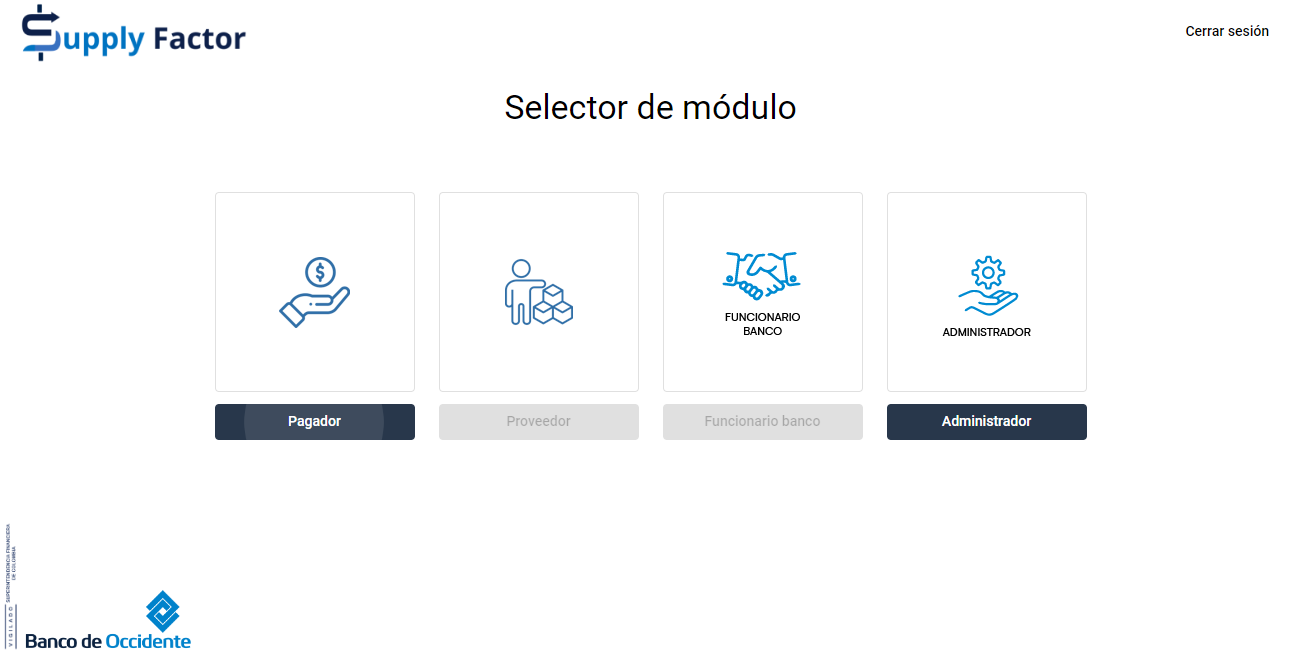 Supply Factor
Cerrar sesión
Selector de módulo
$
$
FUNCIONARIO
BANCO
ADMINISTRADOR
Pagador
Proveedor
Funcionario banco
Administrador
VIGILADO
SUPERINTENDENCIA FINANCIERA
DE COLOMBIA
Banco de Occidente